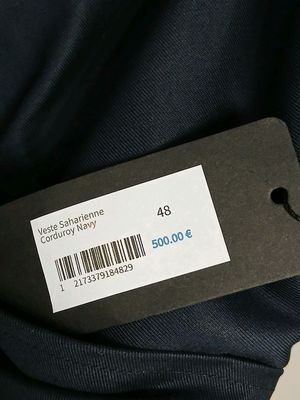 Veste Saharienne
Corduroy Navy
48
500.00 €
1 2173379184829